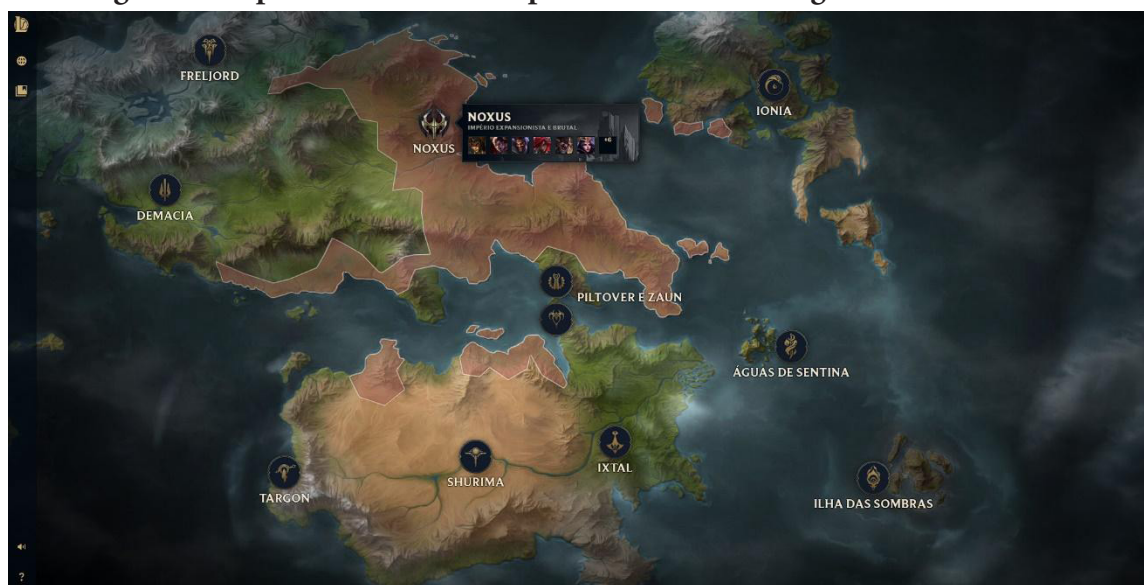 FRELJORD
IONIA
NOXUS
IMPÉRIO EXPANSIONISTA E BRUTAL
+6
NOXUS
DEMACIA
PILTOVER E ZAUN
ÁGUAS DE SENTINA
SHURIMA
IXTAL
TARGON
ILHA DAS SOMBRAS
?